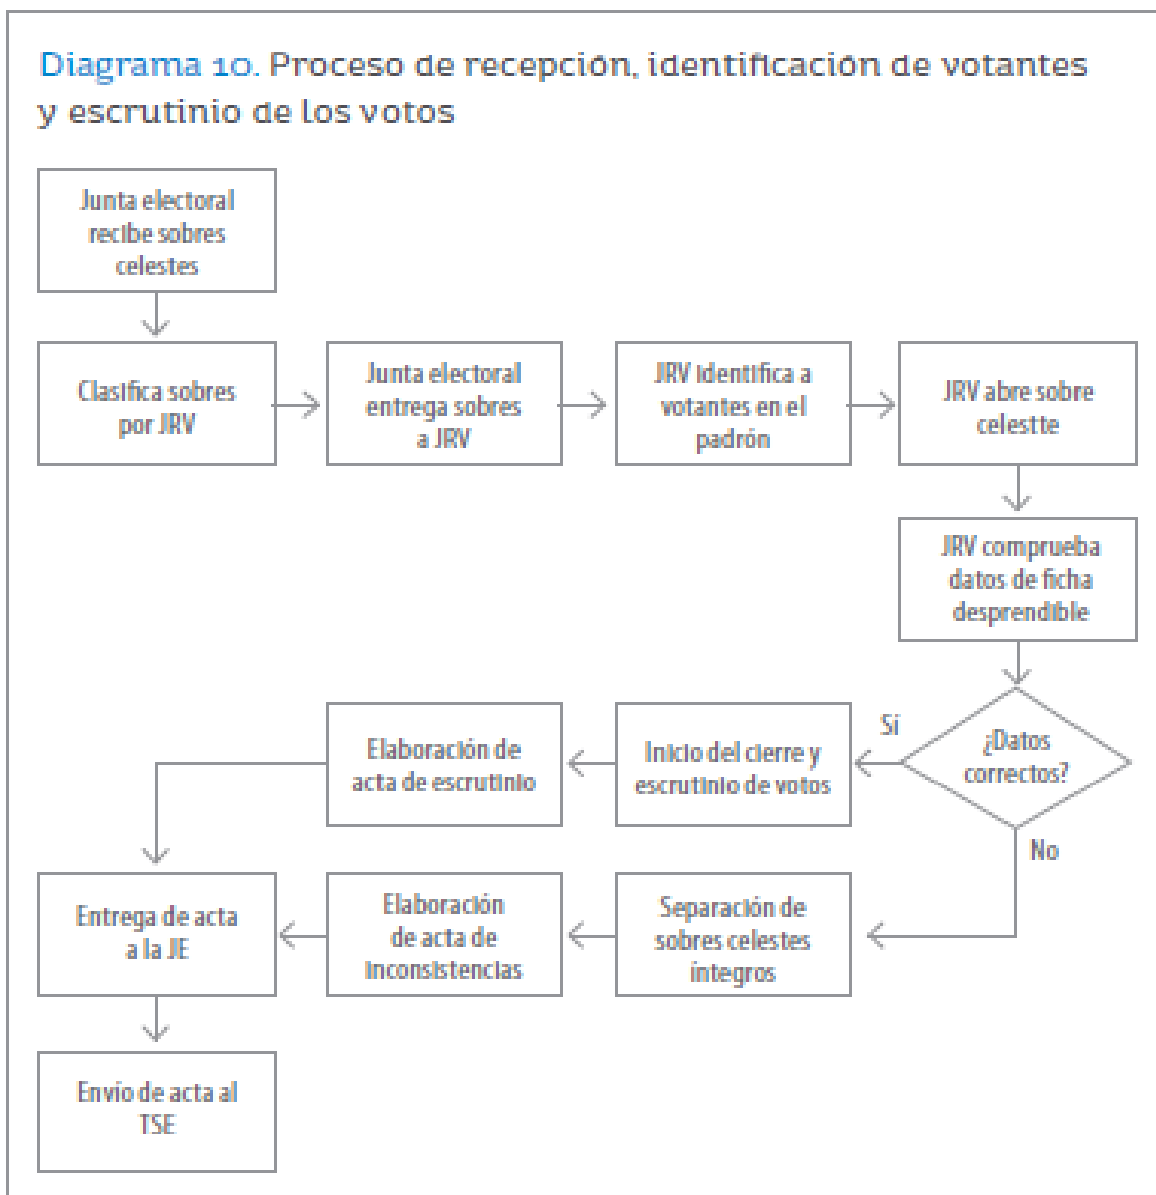 Diagrama 10. Proceso de recepción, identificación de votantes
y escrutinio de los votos
Junta electoral
recibe sobres
celestes
Clasifica sobres
por JRV
Junta electoral
entrega sobres
a JRV
JRV identifica a
votantes en el
padrón
JRV abre sobre
celestte
JRV comprueba
datos de ficha
desprendible
¿Datos
correctos?
Sí
Inicio del cierre y
escrutinio de votos
Elaboración de
acta de escrutinio
No
Separación de
sobres celestes
íntegros
Elaboración
de acta de
inconsistencias
Entrega de acta
a la JE
Envío de acta al
TSE